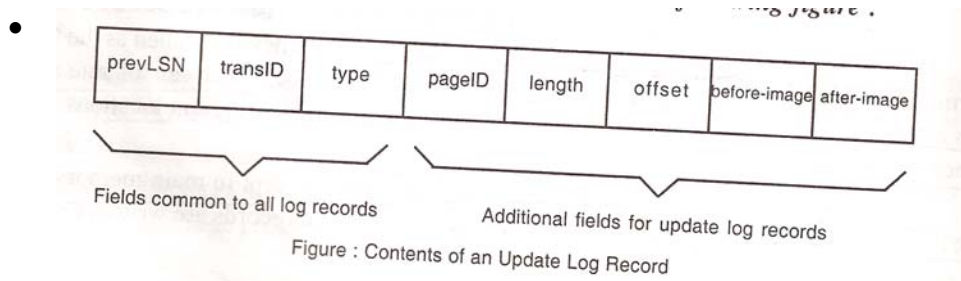 figure :
prevLSN transID type pageID length offset before-image after-image
Fields common to all log records
Additional fields for update log records
Figure : Contents of an Update Log Record